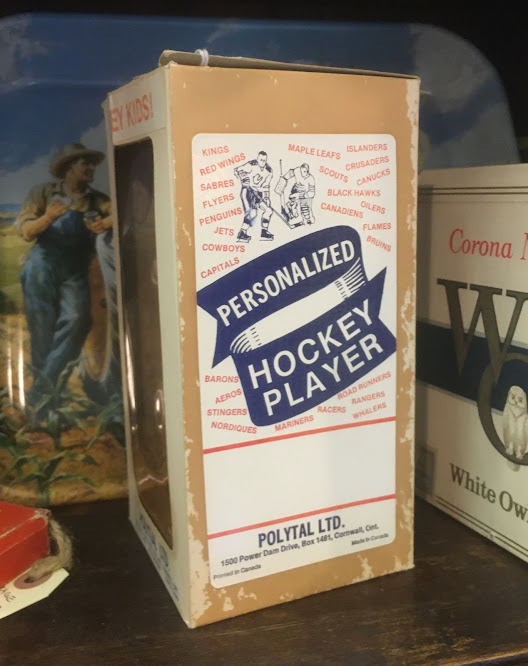 EY KIDS!
KINGS
RED WINGS
SABRES
FLYERS
PENGUINS
JETS
COWBOYS
CAPITALS
MAPLE LEAFS
ISLANDERS
SCOUTS
CRUSADERS
CANUCKS
BLACK HAWKS
CANADIENS
OILERS
FLAMES
BRUINS
PERSONALIZED
HOCKEY
PLAYER
BARONS
AEROS
STINGERS
NORDIQUES
MARINERS
RACERS
ROAD RUNNERS
RANGERS
WHALERS
POLYTAL LTD.
1500 Power Dam Drive, Box 1481, Cornwall, Ont.
Printed in Canada
Made in Canada
Corona
W
White Ow